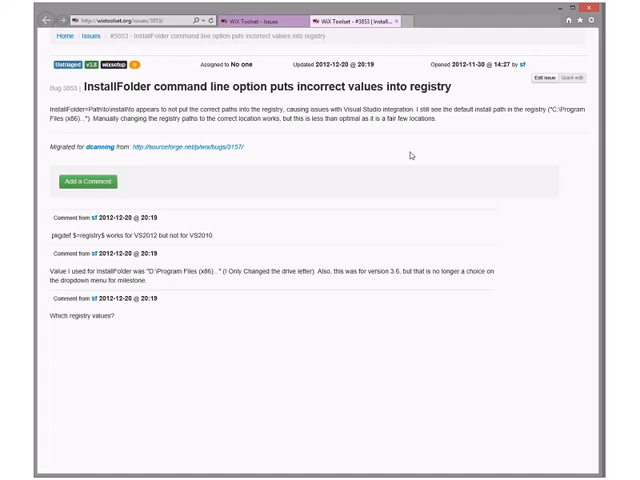 http://wixtoolset.org/issues/3853/
WiX Toolset - Issues
WiX Toolset - #3853 | Install...
Home Issues #3853 - InstallFolder command line option puts incorrect values into registry
Untriaged v3.8 wixsetup
Assigned to No one
Updated 2012-12-20 @ 20:19
Opened 2012-11-30 @ 14:27 by sf
Bug 3853 | InstallFolder command line option puts incorrect values into registry
Edit issue Quick edit
InstallFolder=Path\to\install\to appears to not put the correct paths into the registry, causing issues with Visual Studio integration. I still see the default install path in the registry ("C:\Program
Files (x86)..."). Manually changing the registry paths to the correct location works, but this is less than optimal as it is a fair few locations.
Migrated for dcanning from: http://sourceforge.net/p/wix/bugs/3157/
Add a Comment
Comment from sf 2012-12-20 @ 20:19
.pkgdef $=registry$ works for VS2012 but not for VS2010.
Comment from sf 2012-12-20 @ 20:19
Value I used for InstallFolder was "D:\Program Files (x86)..." (I Only Changed the drive letter). Also, this was for version 3.6, but that is no longer a choice on
the dropdown menu for milestone.
Comment from sf 2012-12-20 @ 20:19
Which registry values?